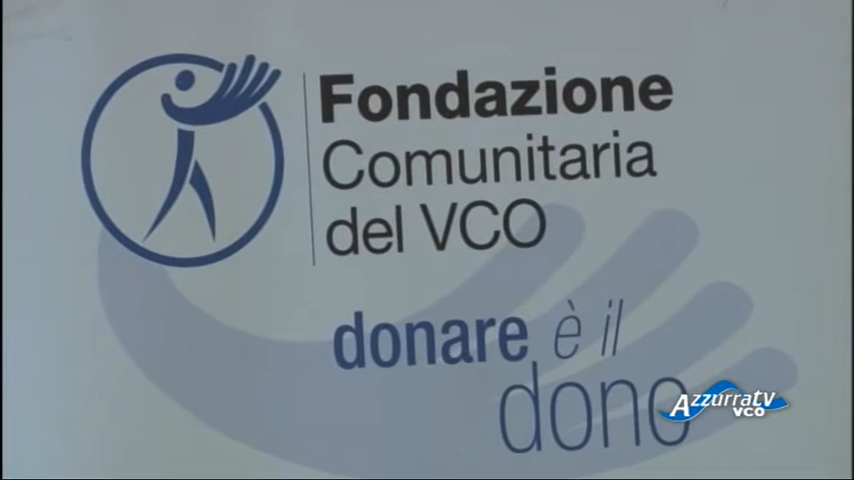 Fondazione
Comunitaria
del VCO
donare è il
dono
Azzurratv
vco